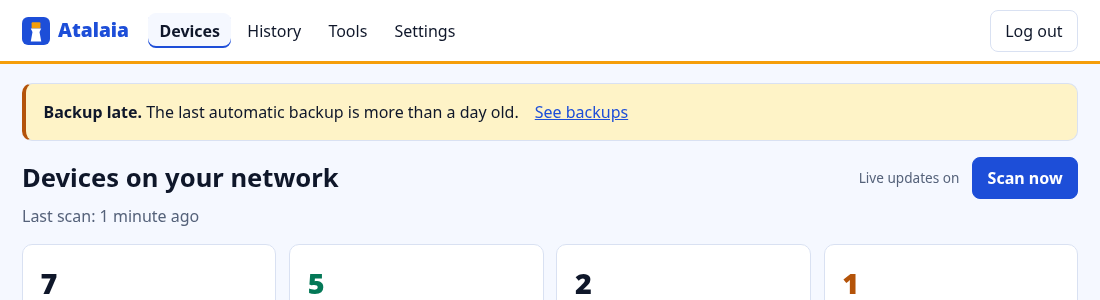 Atalaia
Devices
History
Tools
Settings
Log out
Backup late. The last automatic backup is more than a day old. See backups
Devices on your network
Live updates on
Scan now
Last scan: 1 minute ago
7
5
2
1